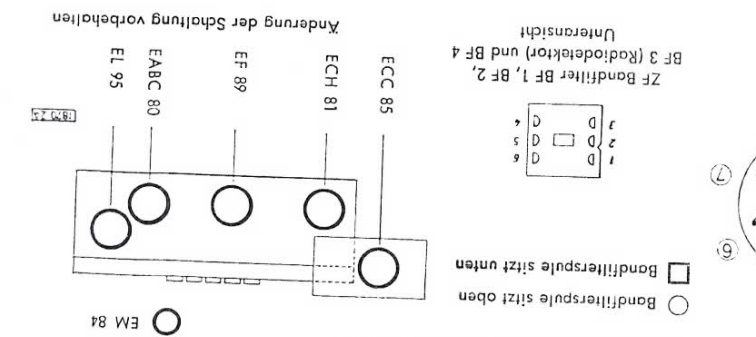 Bandfilterspule sitzt oben
Bandfilterspule sitzt unten
6
7
1 6
2 5
3 4
ZF Bandfilter BF 1, BF 2,
BF 3 (Radiodetektor) und BF 4
Unteransicht
EM 84
ECC 85
ECH 81
EF 89
EABC 80
EL 95
Änderung der Schaltung vorbehalten